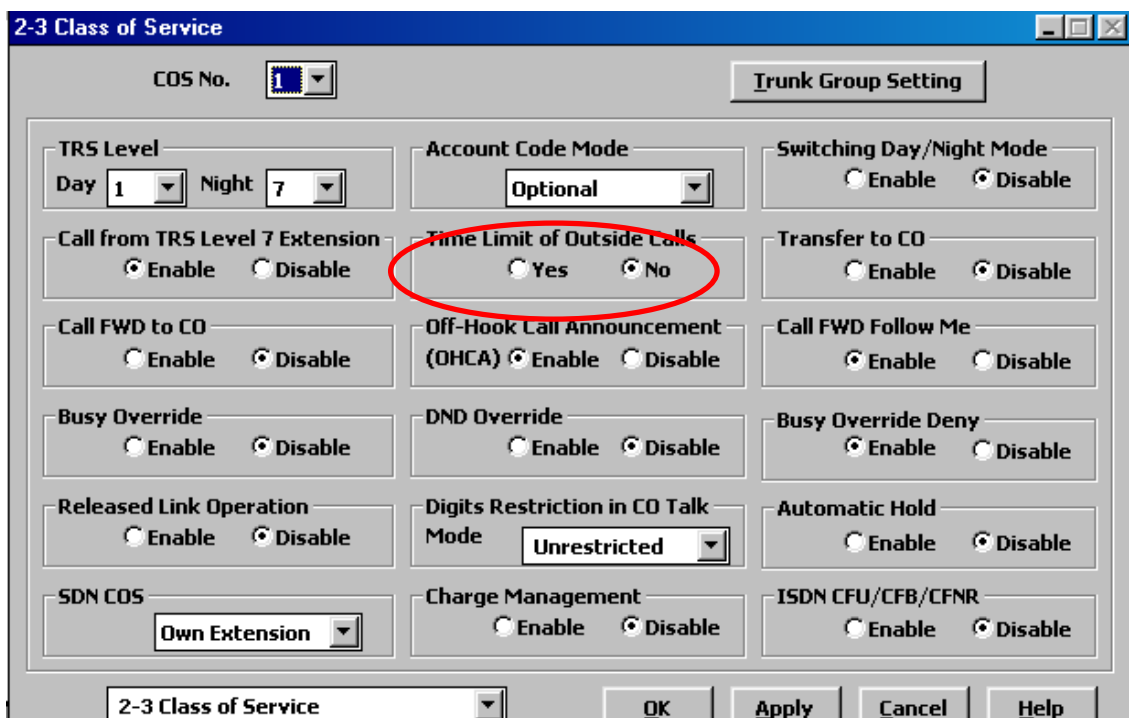 2-3 Class of Service
COS No. 1 Trunk Group Setting
TRS Level Account Code Mode Switching Day/Night Mode
Day 1 Night 7 Optional Enable Disable
Call from TRS Level 7 Extension Time Limit of Outside Calls Transfer to CO
Enable Disable Yes No Enable Disable
Call FWD to CO Off-Hook Call Announcement Call FWD Follow Me
Enable Disable (OHCA) Enable Disable Enable Disable
Busy Override DND Override Busy Override Deny
Enable Disable Enable Disable Enable Disable
Released Link Operation Digits Restriction in CO Talk Automatic Hold
Enable Disable Mode Unrestricted Enable Disable
SDN COS Charge Management ISDN CFU/CFB/CFNR
Own Extension Enable Disable Enable Disable
2-3 Class of Service OK Apply Cancel Help